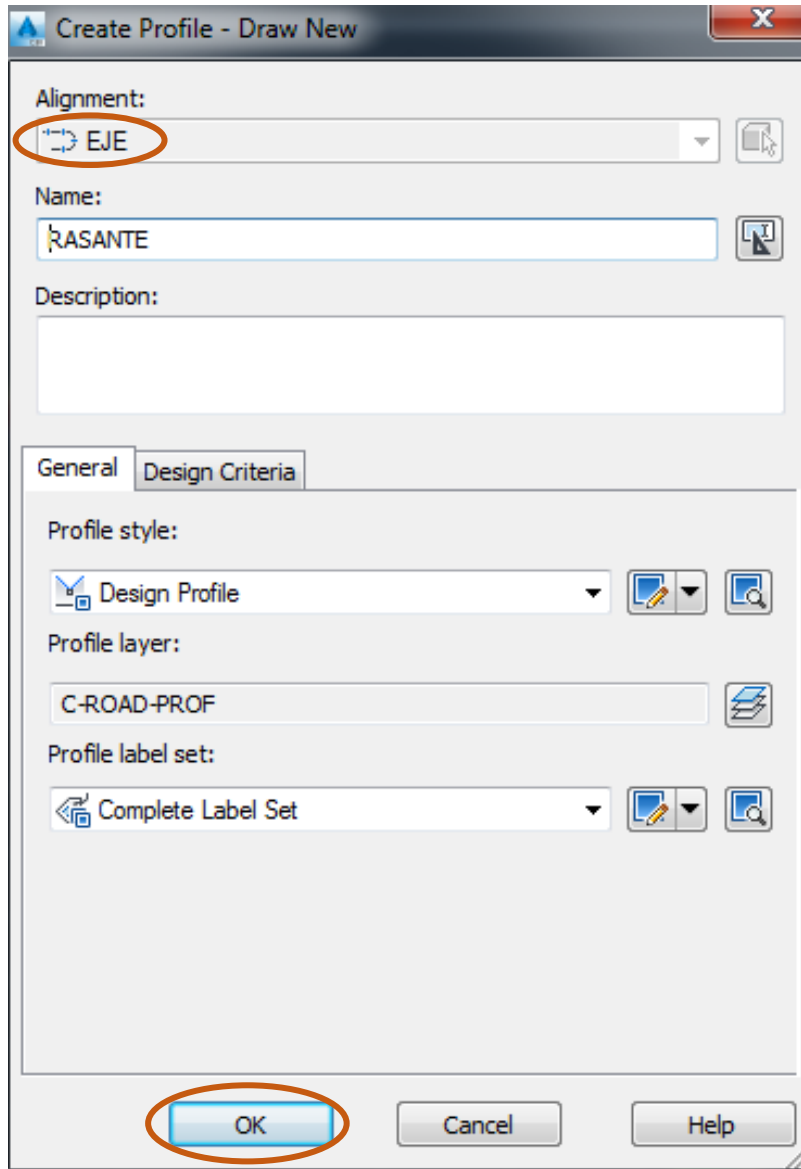 Create Profile - Draw New
Alignment:
EJE
Name:
RASANTE
Description:
General Design Criteria
Profile style:
Design Profile
Profile layer:
C-ROAD-PROF
Profile label set:
Complete Label Set
OK Cancel Help